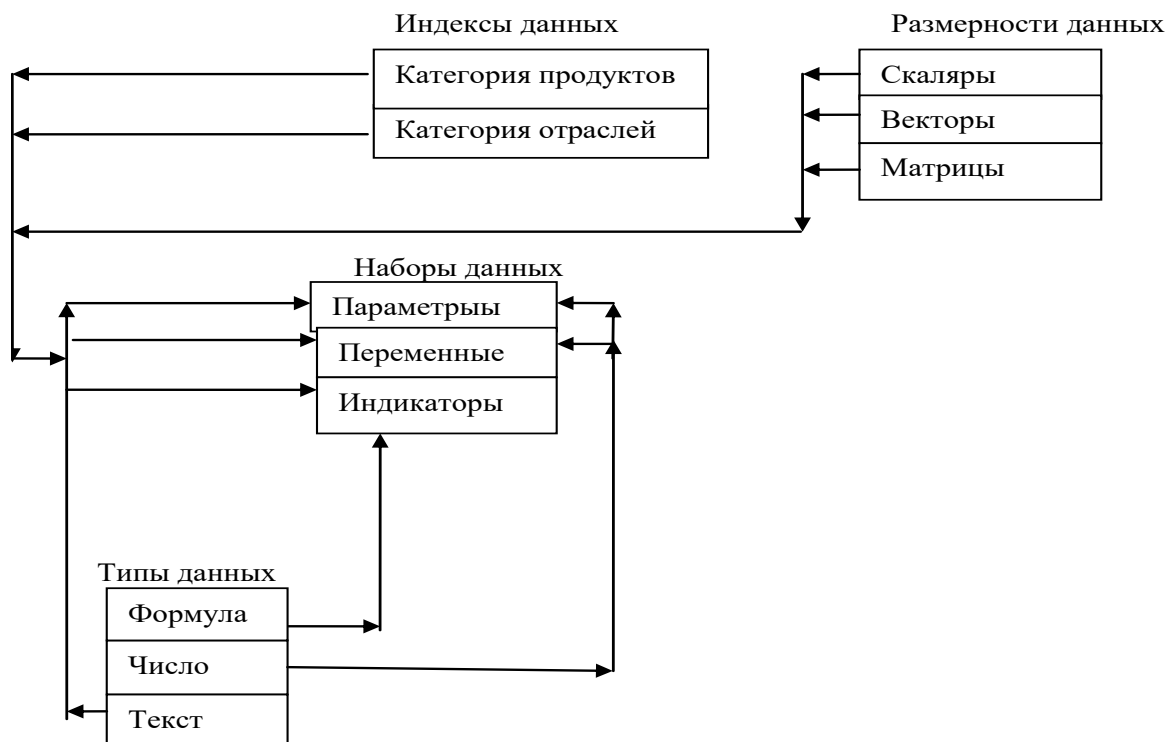 Индексы данных
Размерности данных
Категория продуктов
Скаляры
Категория отраслей
Векторы
Матрицы
Наборы данных
Параметрыы
Переменные
Индикаторы
Типы данных
Формула
Число
Текст